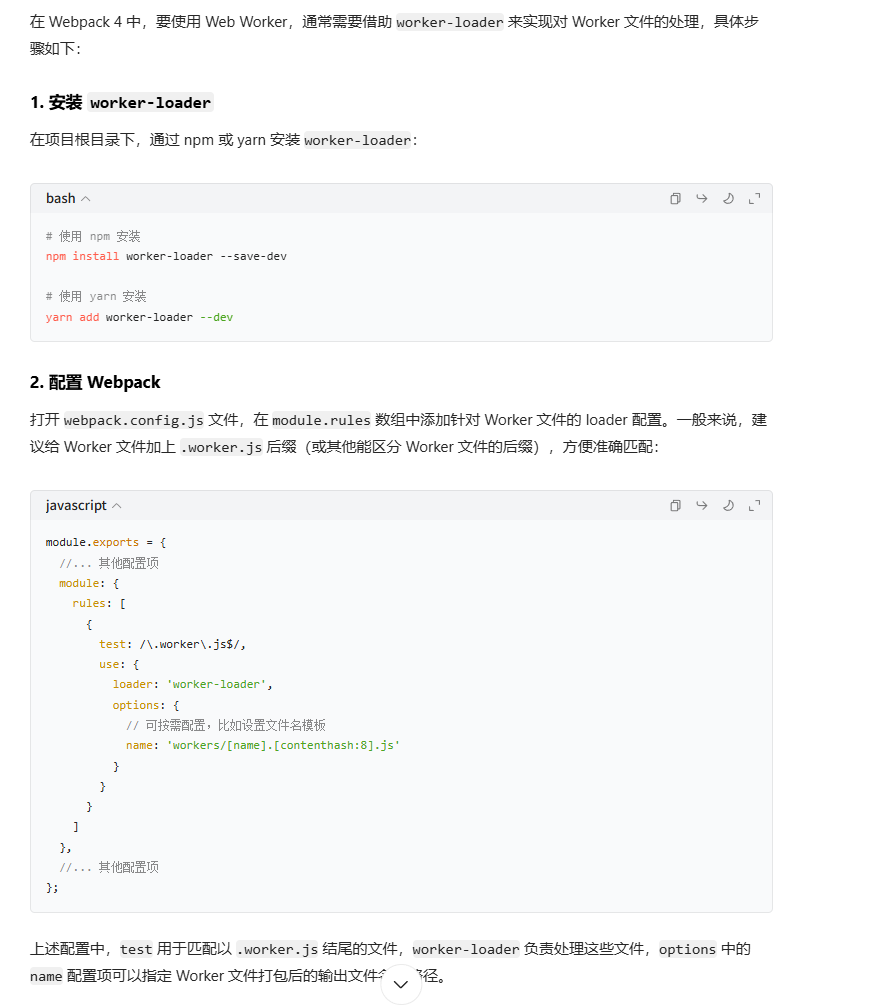 在 Webpack 4 中，要使用 Web Worker，通常需要借助 worker-loader 来实现对 Worker 文件的处理，具体步
骤如下：
1. 安装 worker-loader
在项目根目录下，通过 npm 或 yarn 安装 worker-loader：
bash
# 使用 npm 安装
npm install worker-loader --save-dev
# 使用 yarn 安装
yarn add worker-loader --dev
2. 配置 Webpack
打开 webpack.config.js 文件，在 module.rules 数组中添加针对 Worker 文件的 loader 配置。一般来说，建
议给 Worker 文件加上 .worker.js 后缀（或其他能区分 Worker 文件的后缀），方便准确匹配：
javascript
module.exports = {
  //... 其他配置项
  module: {
    rules: [
      {
        test: /\.worker\.js$/,
        use: {
          loader: 'worker-loader',
          options: {
            // 可按需配置，比如设置文件名模板
            name: 'workers/[name].[contenthash:8].js'
          }
        }
      }
    ]
  },
  //... 其他配置项
};
上述配置中，test 用于匹配以 .worker.js 结尾的文件，worker-loader 负责处理这些文件，options 中的
name 配置项可以指定 Worker 文件打包后的输出文件 径。